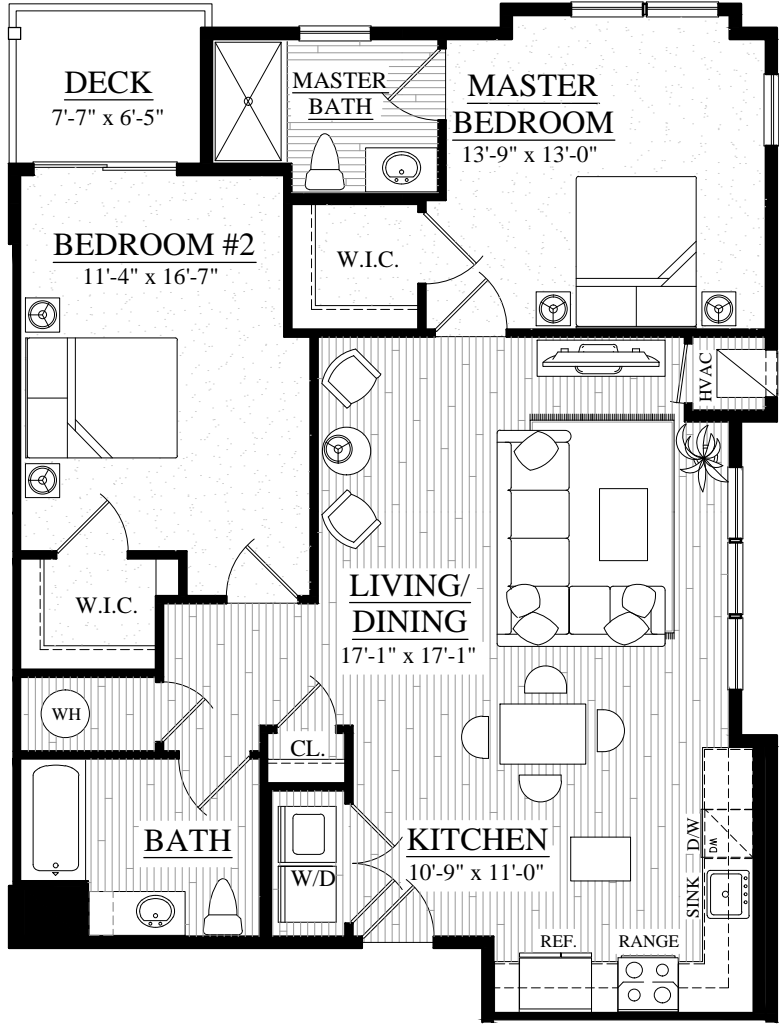 DECK
7'-7" x 6'-5"
MASTER
BATH
MASTER
BEDROOM
13'-9" x 13'-0"
BEDROOM #2
11'-4" x 16'-7"
W.I.C.
HVAC
W.I.C.
LIVING/
DINING
17'-1" x 17'-1"
WH
CL.
BATH
W/D
KITCHEN
10'-9" x 11'-0"
D/W
WG
SINK
REF.
RANGE